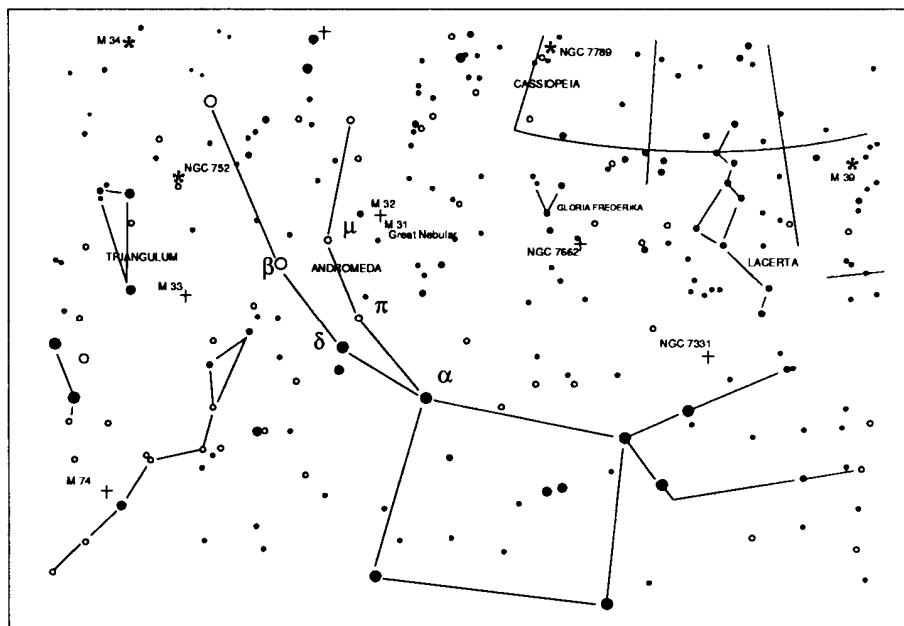 M 34
NGC 7789
CASSIOPEIA
M 39
NGC 752
GLORIA FREDERIKA
M 32
M 31
Great Nebular
μ
NGC 7662
LACERTA
TRIANGULUM
β
ANDROMEDA
M 33
π
δ
NGC 7331
α
M 74